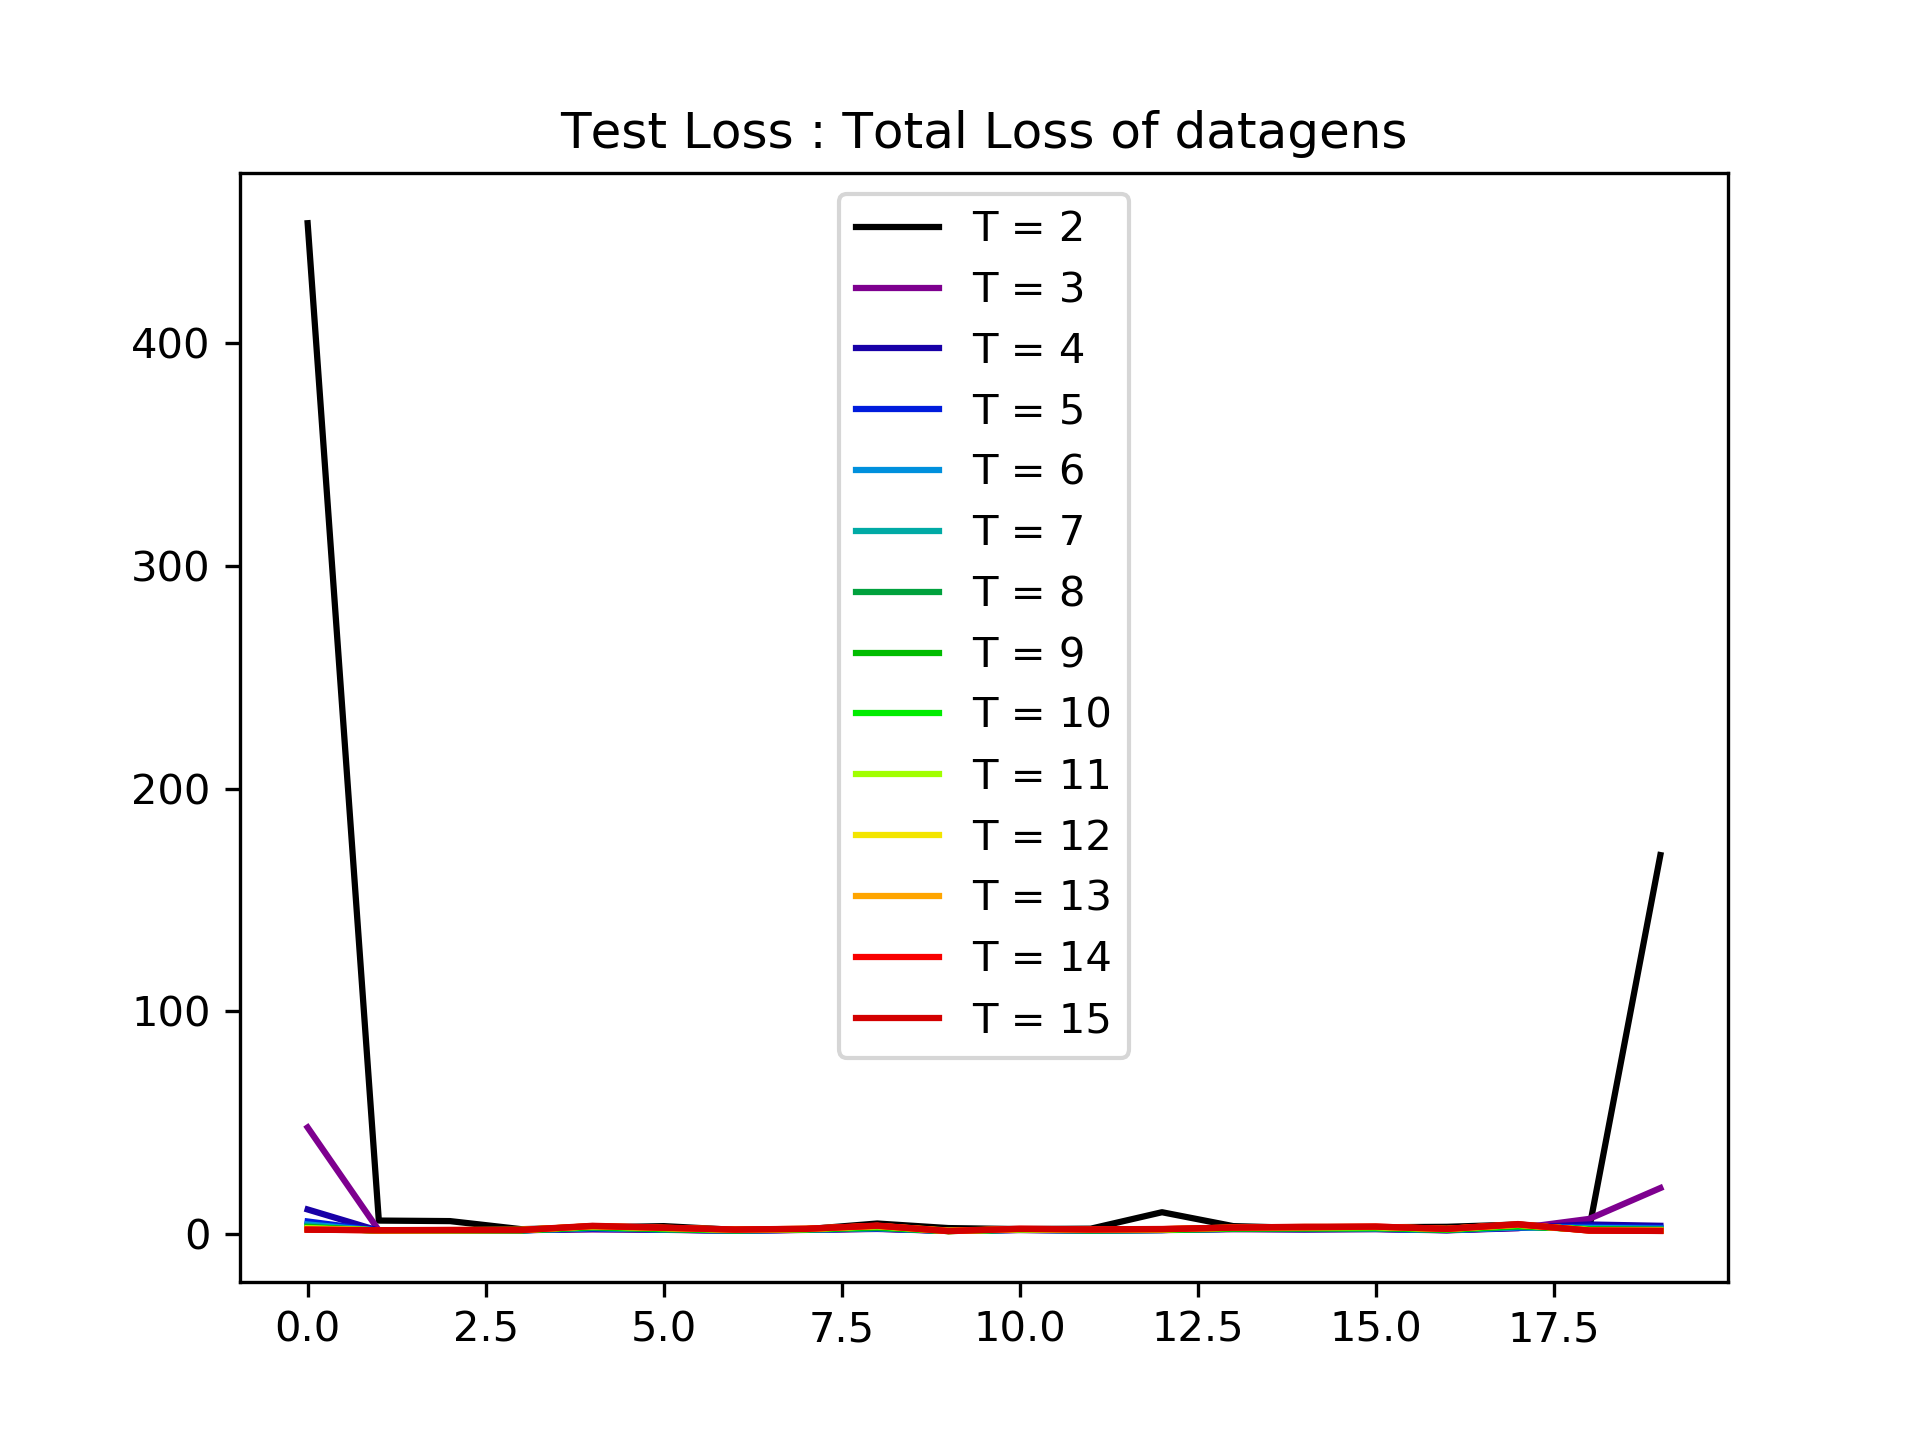 Test Loss : Total Loss of datagens
T = 2
T = 3
T = 4
T = 5
T = 6
T = 7
T = 8
T = 9
T = 10
T = 11
T = 12
T = 13
T = 14
T = 15
400
300
200
100
0
0.0 2.5 5.0 7.5 10.0 12.5 15.0 17.5